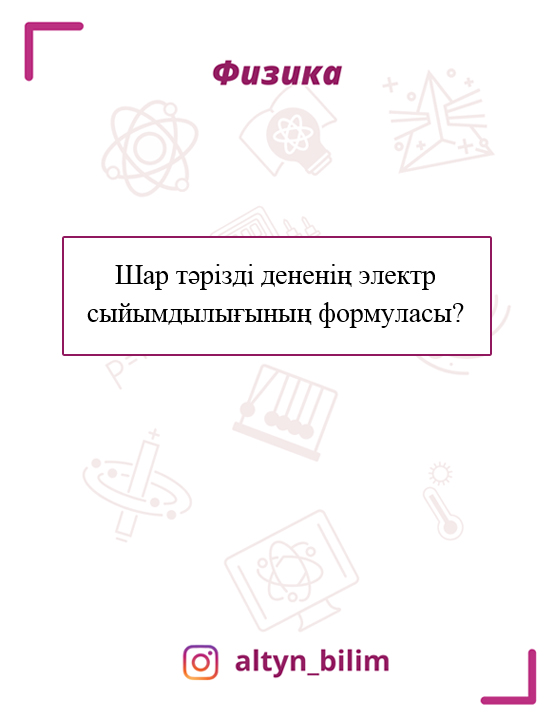 Физика
Шар тәрізді дененің электр
сыйымдылығының формуласы?
altyn_bilim